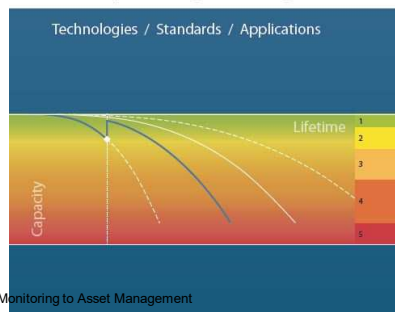 Technologies / Standards / Applications
Lifetime
1
2
3
4
5
Capacity
Monitoring to Asset Management